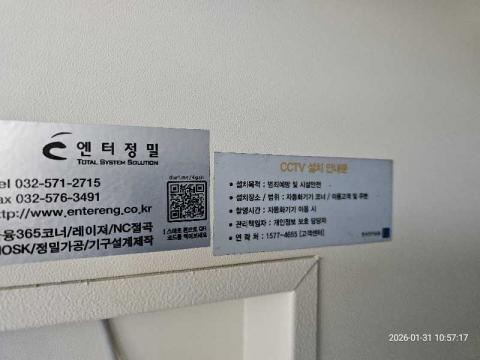 엔터정밀
TOTAL SYSTEM SOLUTION
el 032-571-2715
ax 032-576-3491
ttp://www.entereng.co.kr
융365코너/레이저/NC절곡
IOSK/정밀가공/기구설계제작
CCTV 설치 안내문
• 설치목적 : 범죄예방 및 시설안전
• 설치장소 / 범위 : 자동화기기 코너 / 이용고객 및 주변
• 촬영시간 : 자동화기기 이동 시
• 관리책임자 : 개인정보 보호 담당자
• 연 락 처 : 1577-4655 [고객센터]
2026-01-31 10:57:17